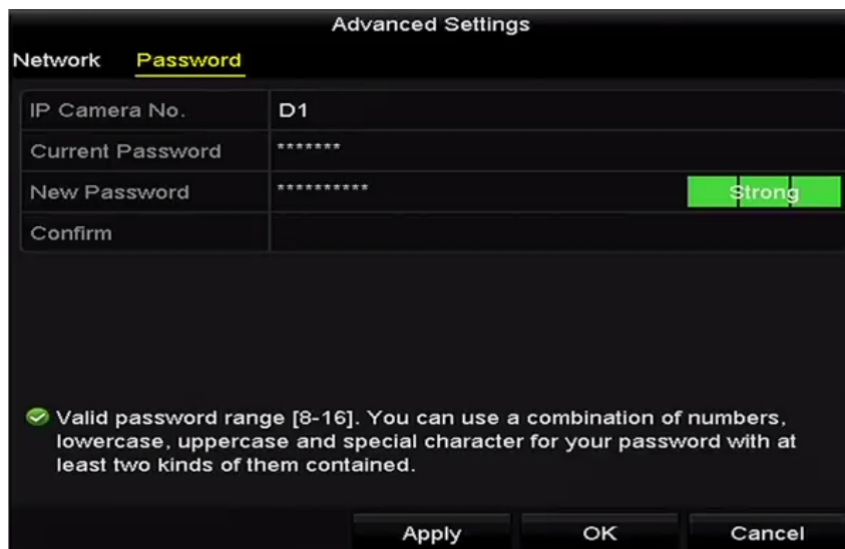 Advanced Settings
Network Password
IP Camera No. D1
Current Password *******
New Password ********** Strong
Confirm
Valid password range [8-16]. You can use a combination of numbers,
lowercase, uppercase and special character for your password with at
least two kinds of them contained.
Apply OK Cancel